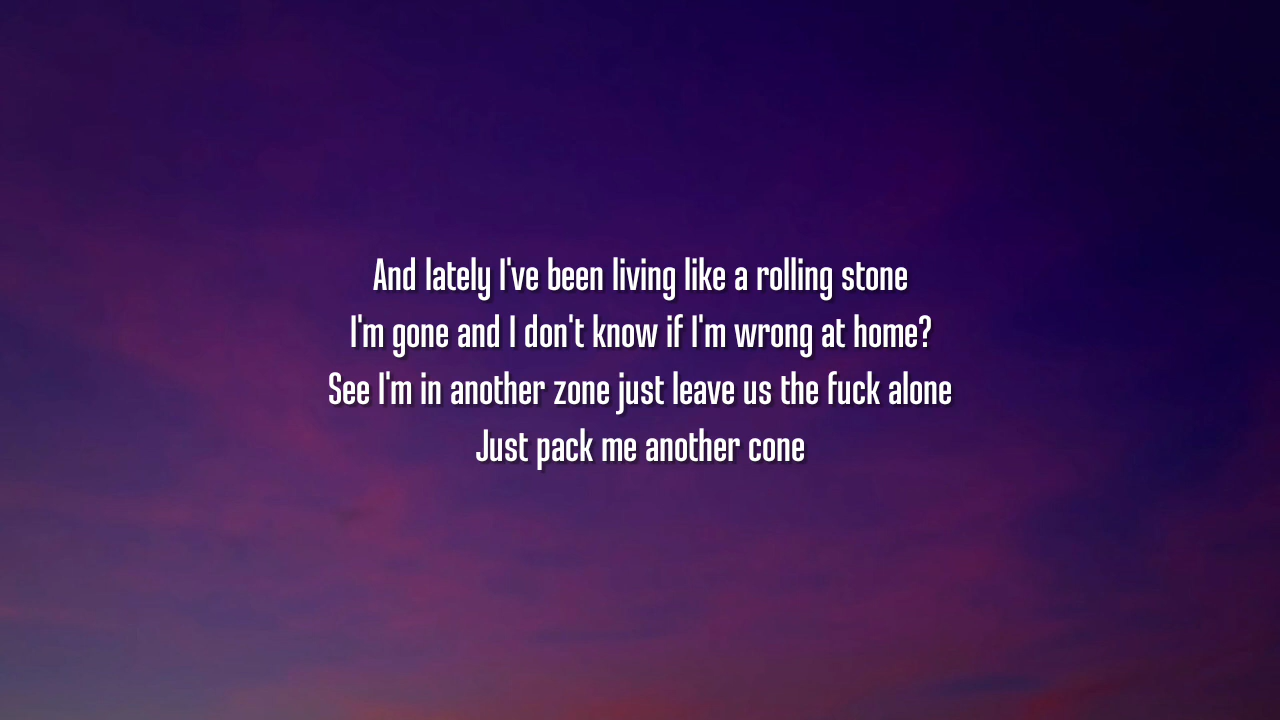 And lately I've been living like a rolling stone
I'm gone and I don't know if I'm wrong at home?
See I'm in another zone just leave us the fuck alone
Just pack me another cone